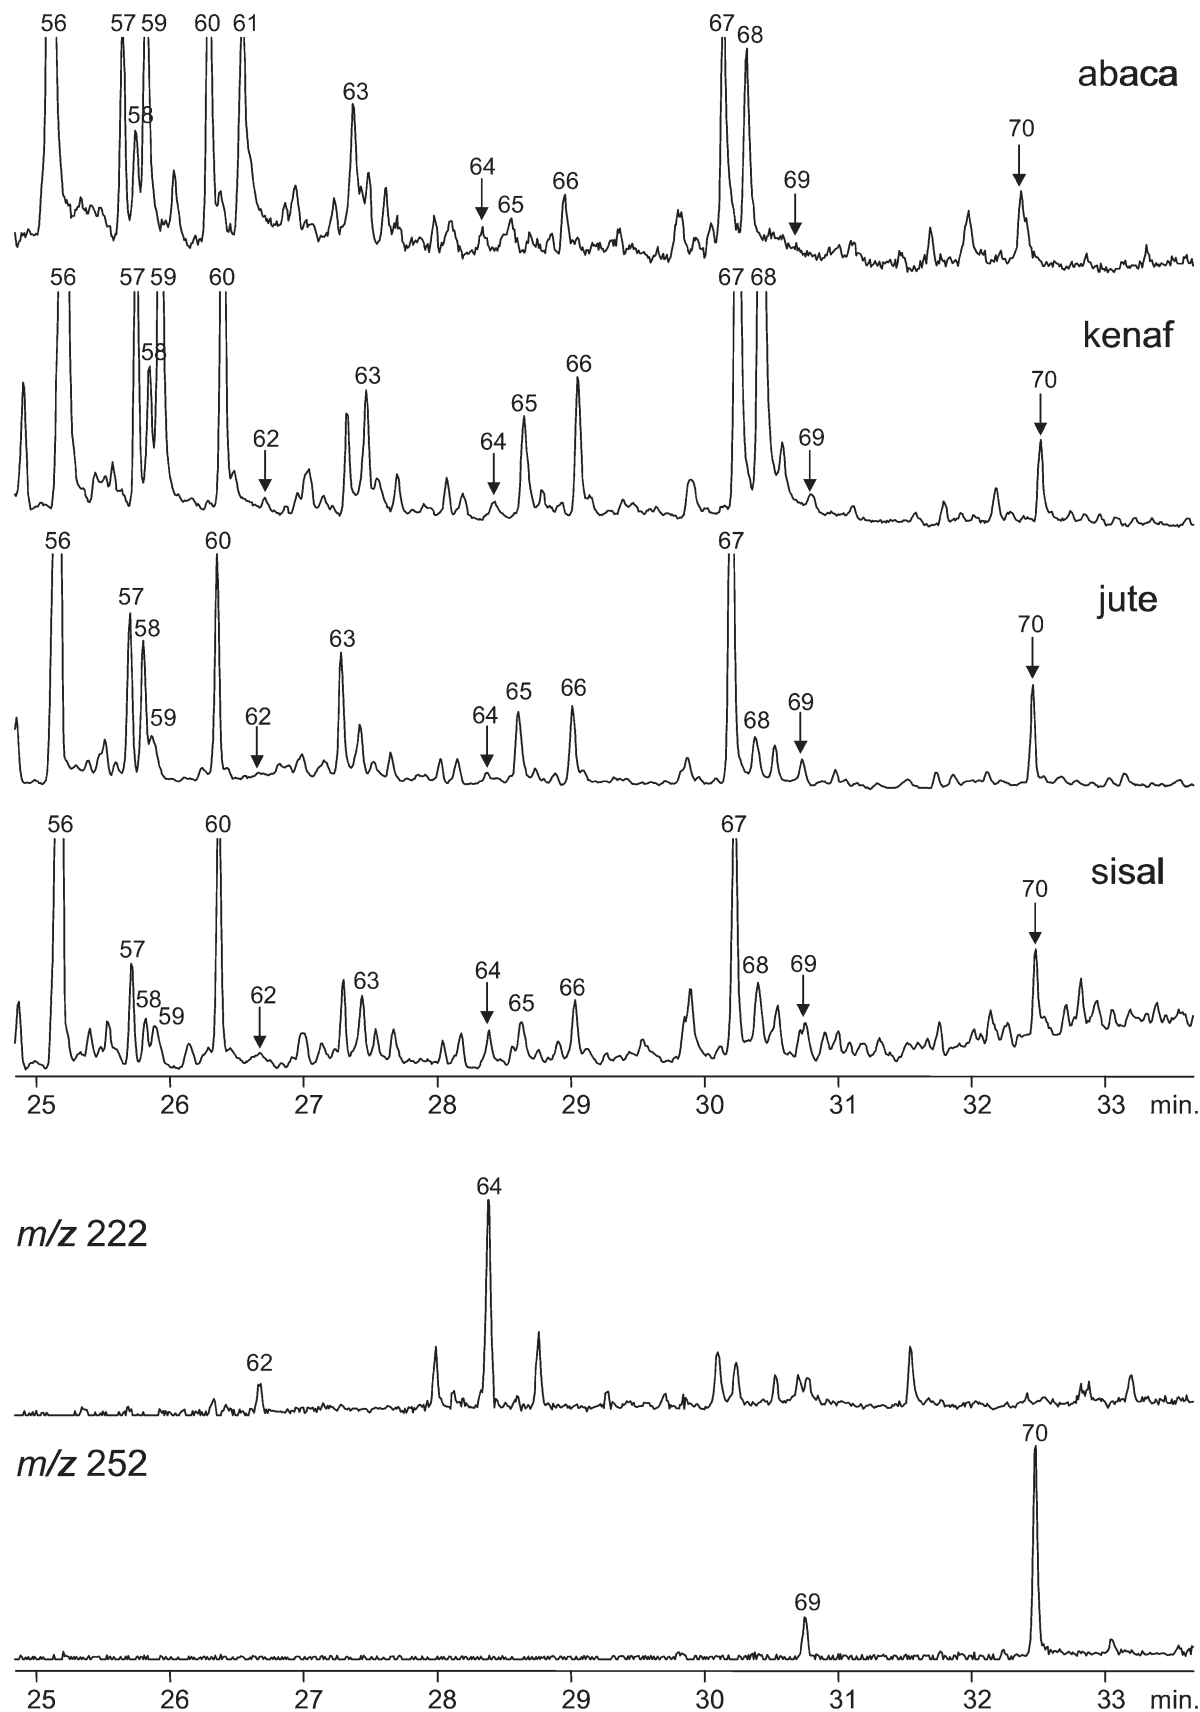 56 57 59 60 61 67 68
abaca
58 63 64 65 66 69 70
56 57 59 60 67 68
kenaf
58 62 63 64 65 66 69 70
56 60 67
jute
57 58 59 62 63 64 65 66 68 69 70
56 60 67
sisal
57 58 59 62 63 64 65 66 68 69 70
25 26 27 28 29 30 31 32 33 min.
64
m/z 222
62
m/z 252
70
69
25 26 27 28 29 30 31 32 33 min.